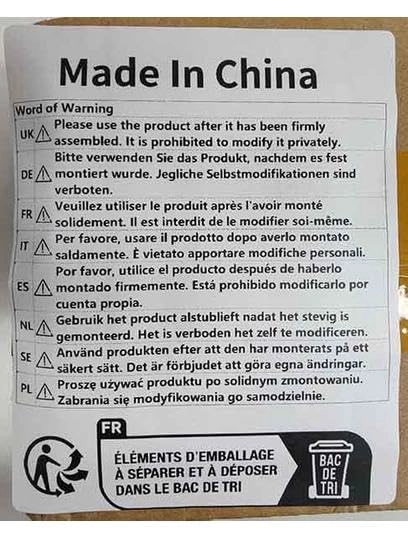 Made In China
Word of Warning
UK Please use the product after it has been firmly
assembled. It is prohibited to modify it privately.
Bitte verwenden Sie das Produkt, nachdem es fest
DE montiert wurde. Jegliche Selbstmodifikationen sind
verboten.
FR Veuillez utiliser le produit après l'avoir monté
solidement. Il est interdit de le modifier soi-même.
IT Per favore, usare il prodotto dopo averlo montato
saldamente. È vietato apportare modifiche personali.
Por favor, utilice el producto después de haberlo
ES montado firmemente. Está prohibido modificarlo por
cuenta propia.
NL Gebruik het product alstublieft nadat het stevig is
gemonteerd. Het is verboden het zelf te modificeren.
SE Använd produkten efter att den har monterats på ett
säkert sätt. Det är förbjudet att göra egna ändringar.
PL Proszę używać produktu po solidnym zmontowaniu.
Zabrania się modyfikowania go samodzielnie.
FR
ÉLÉMENTS D'EMBALLAGE
À SÉPARER ET À DÉPOSER
DANS LE BAC DE TRI
BAC
DE
TRI